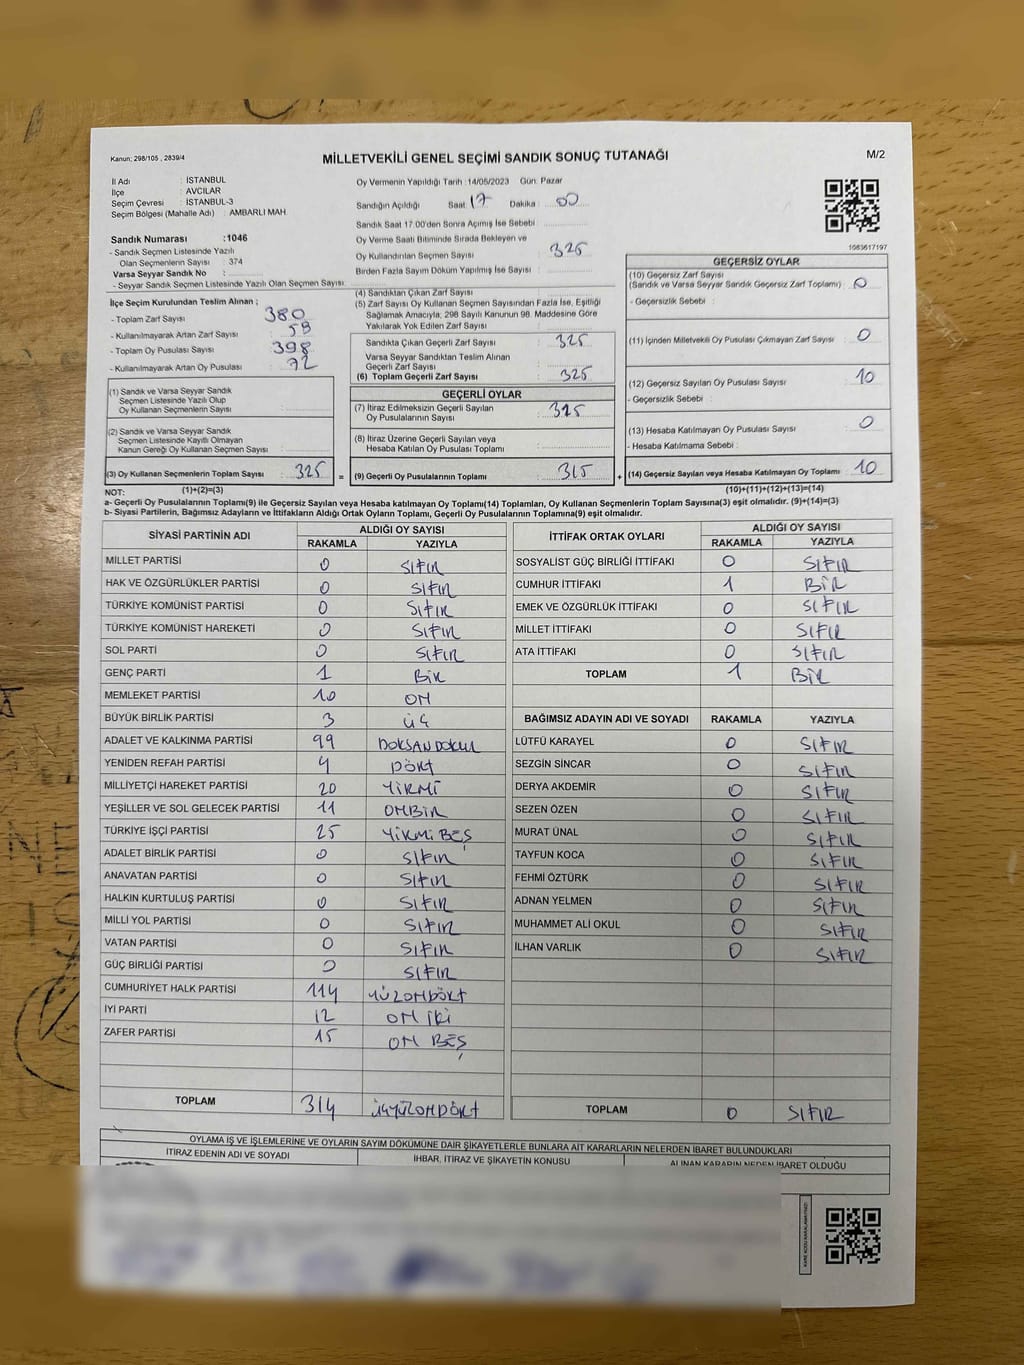 Kanun; 298/105 , 2839/4
MİLLETVEKİLİ GENEL SEÇİMİ SANDIK SONUÇ TUTANAĞI
M/2
İl Adı : İSTANBUL
İlçe : AVCILAR
Seçim Çevresi : İSTANBUL-3
Seçim Bölgesi (Mahalle Adı) : AMBARLI MAH.
Oy Vermenin Yapıldığı Tarih :14/05/2023 Gün: Pazar
Sandığın Açıldığı Saat : 17 Dakika : 00
Sandık Saat 17.00'den Sonra Açımış İse Sebebi :
Oy Verme Saati Bitiminde Sırada Bekleyen ve
Oy Kullandırılan Seçmen Sayısı : 325
Birden Fazla Sayım Döküm Yapılmış İse Sayısı :
1083617197
Sandık Numarası :1046
- Sandık Seçmen Listesinde Yazılı
Olan Seçmenlerin Sayısı : 374
Varsa Seyyar Sandık No :
- Seyyar Sandık Seçmen Listesinde Yazılı Olan Seçmen Sayısı:
İlçe Seçim Kurulundan Teslim Alınan ;
- Toplam Zarf Sayısı : 380
- Kullanılmayarak Artan Zarf Sayısı : 55
- Toplam Oy Pusulası Sayısı : 398
- Kullanılmayarak Artan Oy Pusulası : 72
(4) Sandıktan Çıkan Zarf Sayısı :
(5) Zarf Sayısı Oy Kullanan Seçmen Sayısından Fazla İse, Eşitliği
Sağlamak Amacıyla; 298 Sayılı Kanunun 98. Maddesine Göre
Yakılarak Yok Edilen Zarf Sayısı :
Sandıkta Çıkan Geçerli Zarf Sayısı : 325
Varsa Seyyar Sandıktan Teslim Alınan
Geçerli Zarf Sayısı :
(6) Toplam Geçerli Zarf Sayısı : 325
GEÇERSİZ OYLAR
(10) Geçersiz Zarf Sayısı
(Sandık ve Varsa Seyyar Sandık Geçersiz Zarf Toplamı) : 0
- Geçersizlik Sebebi :
(11) İçinden Milletvekili Oy Pusulası Çıkmayan Zarf Sayısı : 0
(12) Geçersiz Sayılan Oy Pusulası Sayısı : 10
- Geçersizlik Sebebi :
(13) Hesaba Katılmayan Oy Pusulası Sayısı : 0
- Hesaba Katılmama Sebebi :
(14) Geçersiz Sayılan veya Hesaba Katılmayan Oy Toplamı : 10
(10)+(11)+(12)+(13)=(14)
(1) Sandık ve Varsa Seyyar Sandık
Seçmen Listesinde Yazılı Olup
Oy Kullanan Seçmenlerin Sayısı :
(2) Sandık ve Varsa Seyyar Sandık
Seçmen Listesinde Kayıtlı Olmayan
Kanun Gereği Oy Kullanan Seçmen Sayısı :
(3) Oy Kullanan Seçmenlerin Toplam Sayısı : 325 =
(1)+(2)=(3)
GEÇERLİ OYLAR
(7) İtiraz Edilmeksizin Geçerli Sayılan
Oy Pusulalarının Sayısı : 315
(8) İtiraz Üzerine Geçerli Sayılan veya
Hesaba Katılan Oy Pusulaları Toplamı :
(9) Geçerli Oy Pusulalarının Toplamı : 315 +
NOT:
a- Geçerli Oy Pusulalarının Toplamı(9) ile Geçersiz Sayılan veya Hesaba katılmayan Oy Toplamı(14) Toplamları, Oy Kullanan Seçmenlerin Toplam Sayısına(3) eşit olmalıdır. (9)+(14)=(3)
b- Siyasi Partilerin, Bağımsız Adayların ve İttifakların Aldığı Ortak Oyların Toplamı, Geçerli Oy Pusulalarının Toplamına(9) eşit olmalıdır.
SİYASİ PARTİNİN ADI ALDIĞI OY SAYISI
RAKAMLA YAZIYLA
MİLLET PARTİSİ 0 SIFIR
HAK VE ÖZGÜRLÜKLER PARTİSİ 0 SIFIR
TÜRKİYE KOMÜNİST PARTİSİ 0 SIFIR
TÜRKİYE KOMÜNİST HAREKETİ 0 SIFIR
SOL PARTİ 0 SIFIR
GENÇ PARTİ 1 BİR
MEMLEKET PARTİSİ 10 ON
BÜYÜK BİRLİK PARTİSİ 3 ÜÇ
ADALET VE KALKINMA PARTİSİ 99 DOKSANDOKUZ
YENİDEN REFAH PARTİSİ 4 DÖRT
MİLLİYETÇİ HAREKET PARTİSİ 20 YİRMİ
YEŞİLLER VE SOL GELECEK PARTİSİ 11 ONBİR
TÜRKİYE İŞÇİ PARTİSİ 25 YİRMİ BEŞ
ADALET BİRLİK PARTİSİ 0 SIFIR
ANAVATAN PARTİSİ 0 SIFIR
HALKIN KURTULUŞ PARTİSİ 0 SIFIR
MİLLİ YOL PARTİSİ 0 SIFIR
VATAN PARTİSİ 0 SIFIR
GÜÇ BİRLİĞİ PARTİSİ 0 SIFIR
CUMHURİYET HALK PARTİSİ 114 YÜZONDÖRT
İYİ PARTİ 12 ON İKİ
ZAFER PARTİSİ 15 ON BEŞ
TOPLAM 314 ÜÇYÜZONDÖRT
İTTİFAK ORTAK OYLARI ALDIĞI OY SAYISI
RAKAMLA YAZIYLA
SOSYALİST GÜÇ BİRLİĞİ İTTİFAKI 0 SIFIR
CUMHUR İTTİFAKI 1 BİR
EMEK VE ÖZGÜRLÜK İTTİFAKI 0 SIFIR
MİLLET İTTİFAKI 0 SIFIR
ATA İTTİFAKI 0 SIFIR
TOPLAM 1 BİR
BAĞIMSIZ ADAYIN ADI VE SOYADI RAKAMLA YAZIYLA
LÜTFÜ KARAYEL 0 SIFIR
SEZGİN SİNCAR 0 SIFIR
DERYA AKDEMİR 0 SIFIR
SEZEN ÖZEN 0 SIFIR
MURAT ÜNAL 0 SIFIR
TAYFUN KOCA 0 SIFIR
FEHMİ ÖZTÜRK 0 SIFIR
ADNAN YELMEN 0 SIFIR
MUHAMMET ALİ OKUL 0 SIFIR
İLHAN VARLIK 0 SIFIR
TOPLAM 0 SIFIR
OYLAMA İŞ VE İŞLEMLERİNE VE OYLARIN SAYIM DÖKÜMÜNE DAİR ŞİKAYETLERLE BUNLARA AİT KARARLARIN NELERDEN İBARET BULUNDUKLARI
İTİRAZ EDENİN ADI VE SOYADI İHBAR, İTİRAZ VE ŞİKAYETİN KONUSU ALINAN KARARIN NEDEN İBARET OLDUĞU